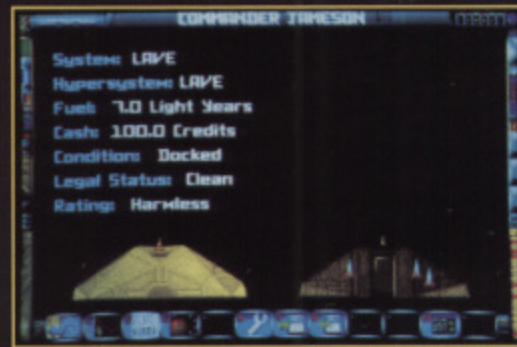 COMMANDER JAMESON
System: LAVE
Hypersystem: LAVE
Fuel: 7.0 Light Years
Cash: 100.0 Credits
Condition: Docked
Legal Status: Clean
Rating: Harmless